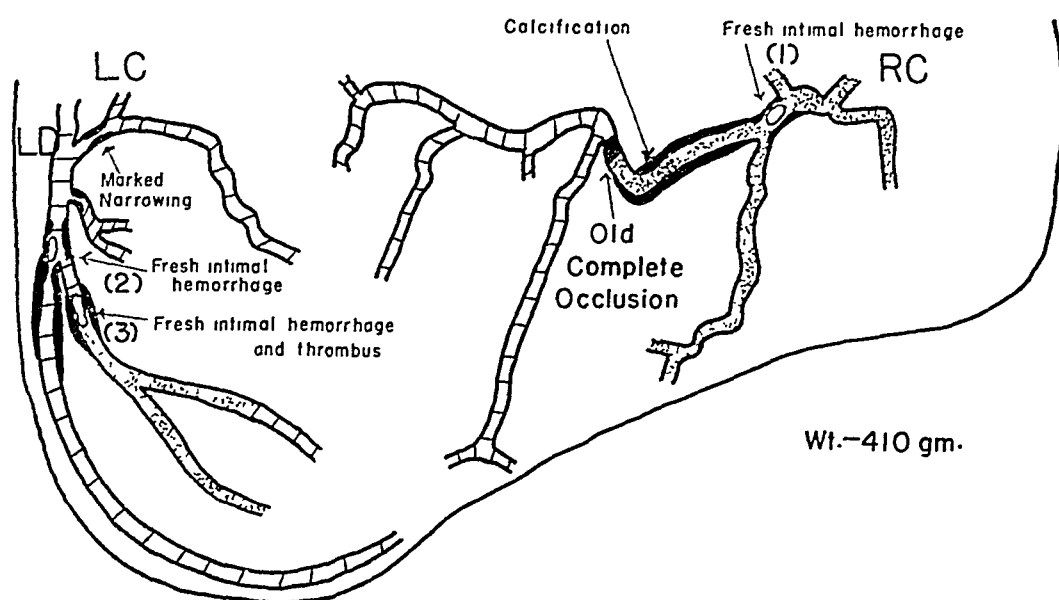 Calcification
Fresh intimal hemorrhage
(1)
LC
RC
LD
Marked
Narrowing
Old
Complete
Occlusion
(2)
Fresh intimal
hemorrhage
(3)
Fresh intimal hemorrhage
and thrombus
Wt.-410 gm.